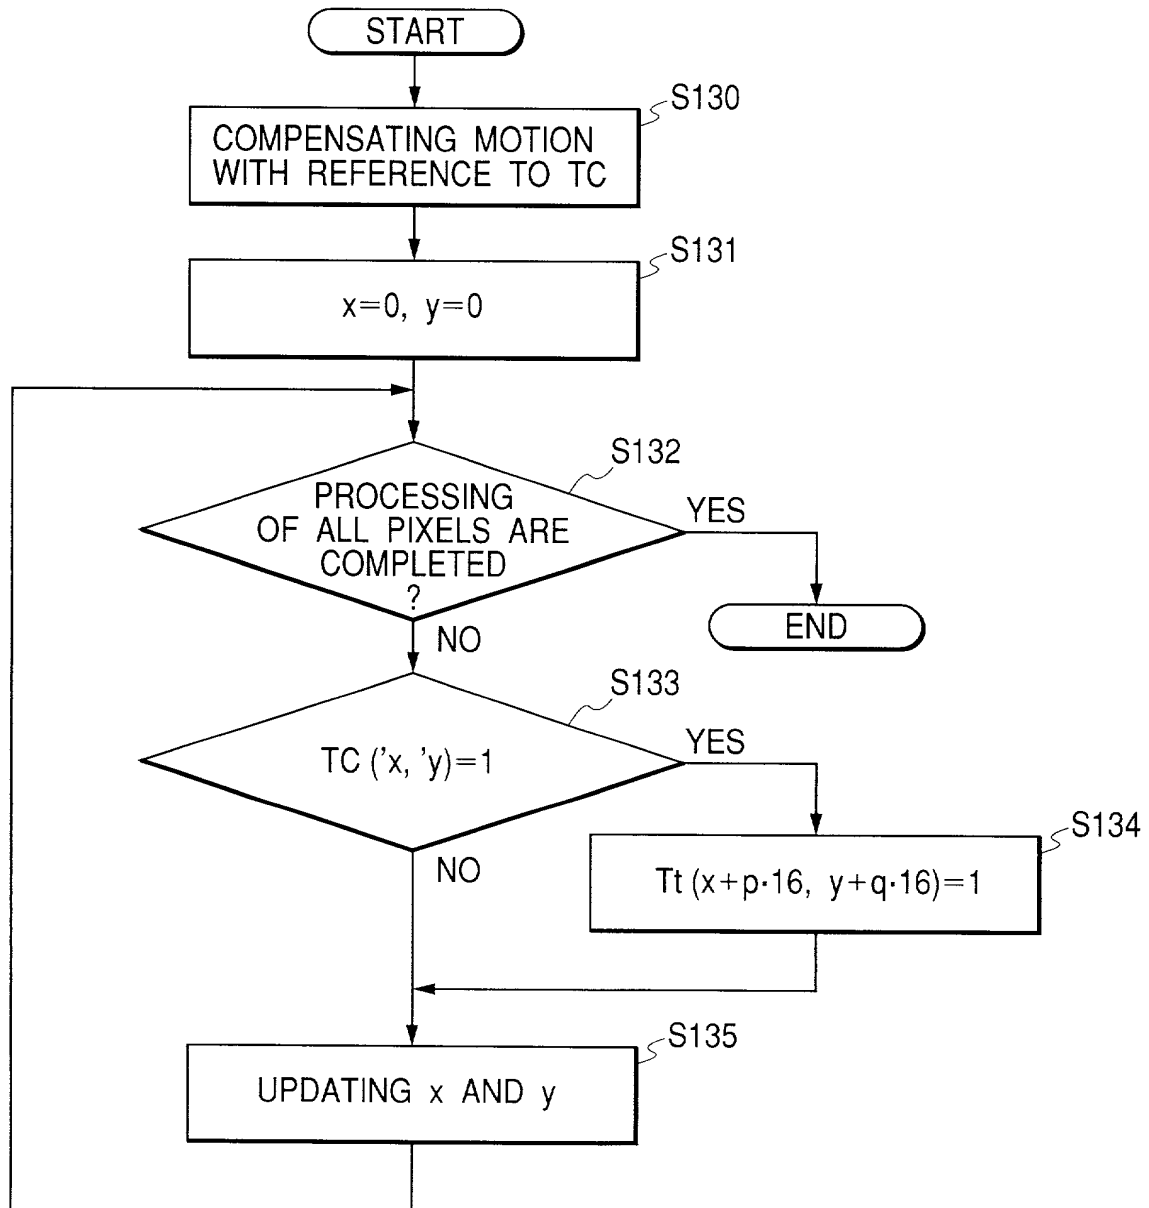 START
S130
COMPENSATING MOTION
WITH REFERENCE TO TC
S131
x=0, y=0
S132
PROCESSING
OF ALL PIXELS ARE
COMPLETED
?
YES
END
NO
S133
TC ('x, 'y)=1
YES
S134
Tt (x+p·16, y+q·16)=1
NO
S135
UPDATING x AND y